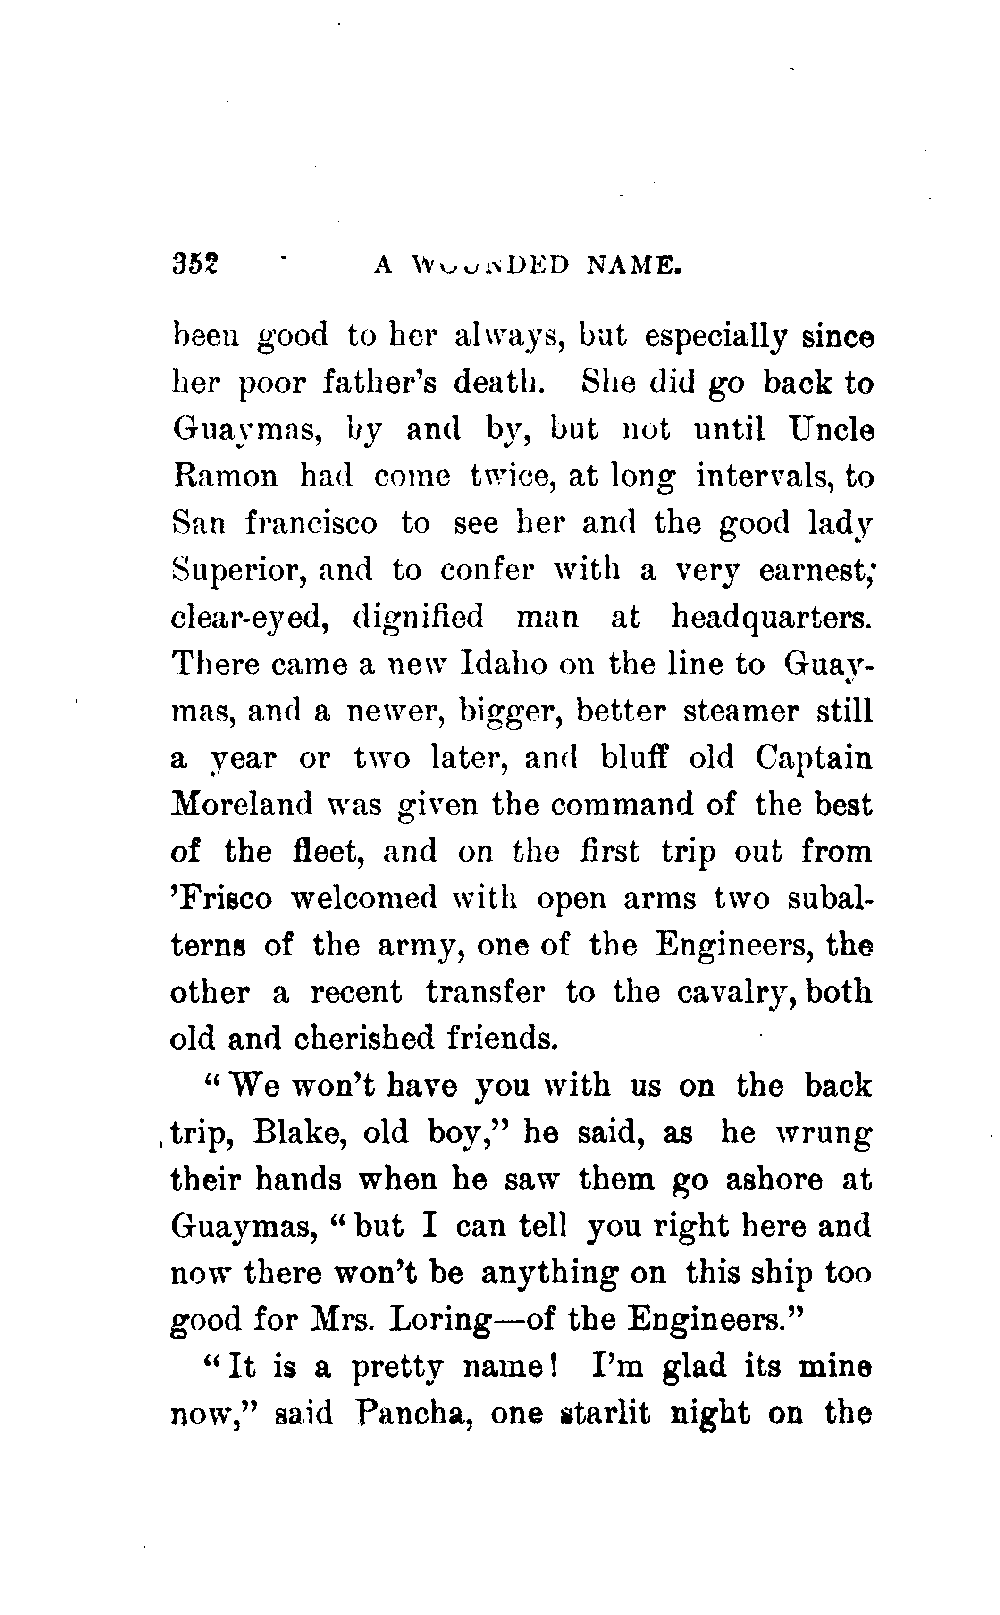 352 A WOUNDED NAME.
been good to her always, but especially since
her poor father's death. She did go back to
Guaymas, by and by, but not until Uncle
Ramon had come twice, at long intervals, to
San francisco to see her and the good lady
Superior, and to confer with a very earnest,
clear-eyed, dignified man at headquarters.
There came a new Idaho on the line to Guay-
mas, and a newer, bigger, better steamer still
a year or two later, and bluff old Captain
Moreland was given the command of the best
of the fleet, and on the first trip out from
'Frisco welcomed with open arms two subal-
terns of the army, one of the Engineers, the
other a recent transfer to the cavalry, both
old and cherished friends.
"We won't have you with us on the back
trip, Blake, old boy," he said, as he wrung
their hands when he saw them go ashore at
Guaymas, "but I can tell you right here and
now there won't be anything on this ship too
good for Mrs. Loring—of the Engineers."
"It is a pretty name! I'm glad its mine
now," said Pancha, one starlit night on the